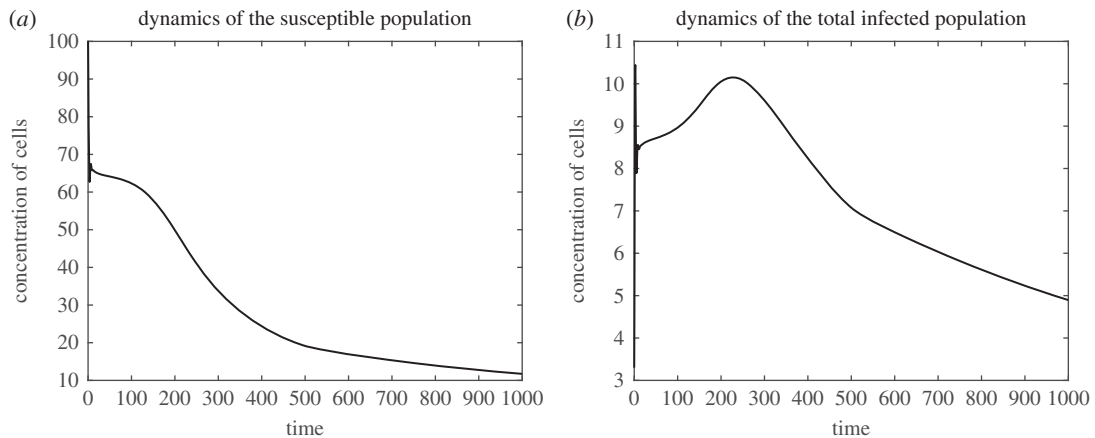 (a) dynamics of the susceptible population
100
90
80
70
60
50
40
30
20
10
concentration of cells
0 100 200 300 400 500 600 700 800 900 1000
time
(b) dynamics of the total infected population
11
10
9
8
7
6
5
4
3
concentration of cells
0 100 200 300 400 500 600 700 800 900 1000
time